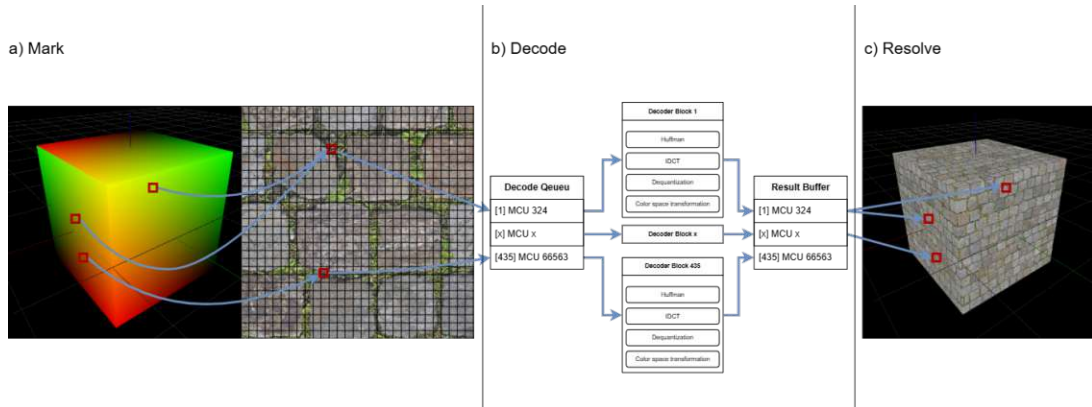 a) Mark
b) Decode
c) Resolve
Decode Qeueu
[1] MCU 324
[x] MCU x
[435] MCU 66563
Decoder Block 1
Huffman
IDCT
Dequantization
Color space transformation
Decoder Block x
Decoder Block 435
Huffman
IDCT
Dequantization
Color space transformation
Result Buffer
[1] MCU 324
[x] MCU x
[435] MCU 66563